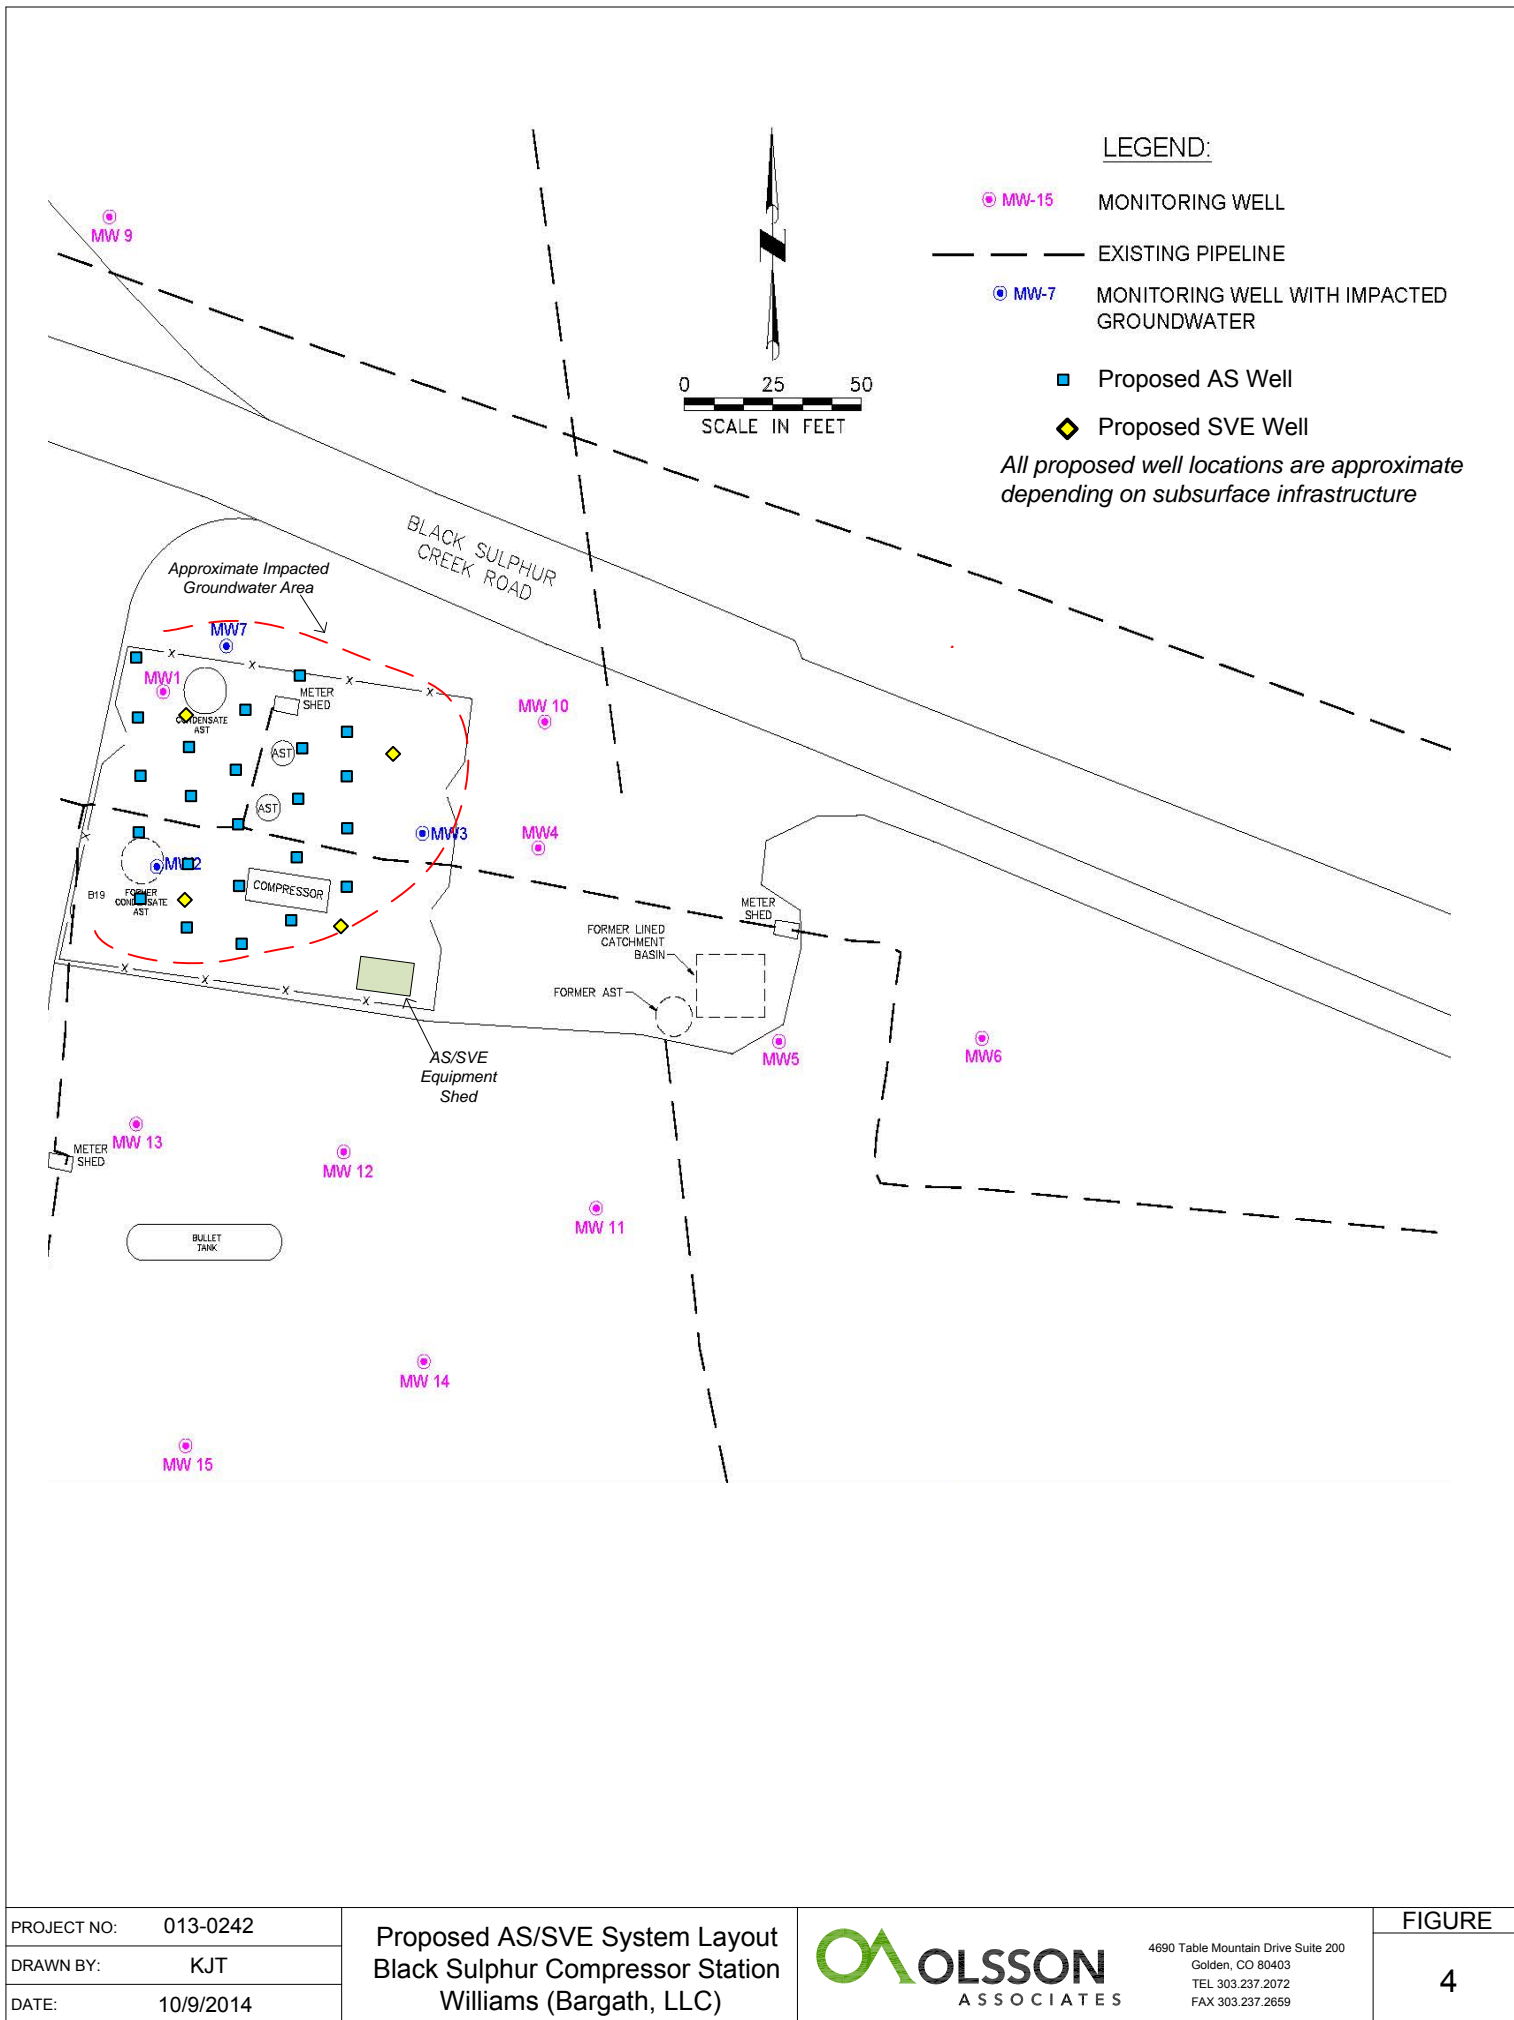 LEGEND:
MW-15 MONITORING WELL
EXISTING PIPELINE
MW-7 MONITORING WELL WITH IMPACTED
GROUNDWATER
Proposed AS Well
Proposed SVE Well
All proposed well locations are approximate
depending on subsurface infrastructure
0 25 50
SCALE IN FEET
MW 9
BLACK SULPHUR
CREEK ROAD
Approximate Impacted
Groundwater Area
MW7
MW1
METER
SHED
CONDENSATE
AST
AST
AST
MW 10
MW3
MW4
MW2
COMPRESSOR
B19
FORMER
CONDENSATE
AST
METER
SHED
FORMER LINED
CATCHMENT
BASIN
FORMER AST
AS/SVE
Equipment
Shed
MW5
MW6
MW 13
METER
SHED
MW 12
MW 11
BULLET
TANK
MW 14
MW 15
X
X
X
X
X
X
X
X
X
PROJECT NO: 013-0242
DRAWN BY: KJT
DATE: 10/9/2014
Proposed AS/SVE System Layout
Black Sulphur Compressor Station
Williams (Bargath, LLC)
OLSSON
ASSOCIATES
4690 Table Mountain Drive Suite 200
Golden, CO 80403
TEL 303.237.2072
FAX 303.237.2659
FIGURE
4